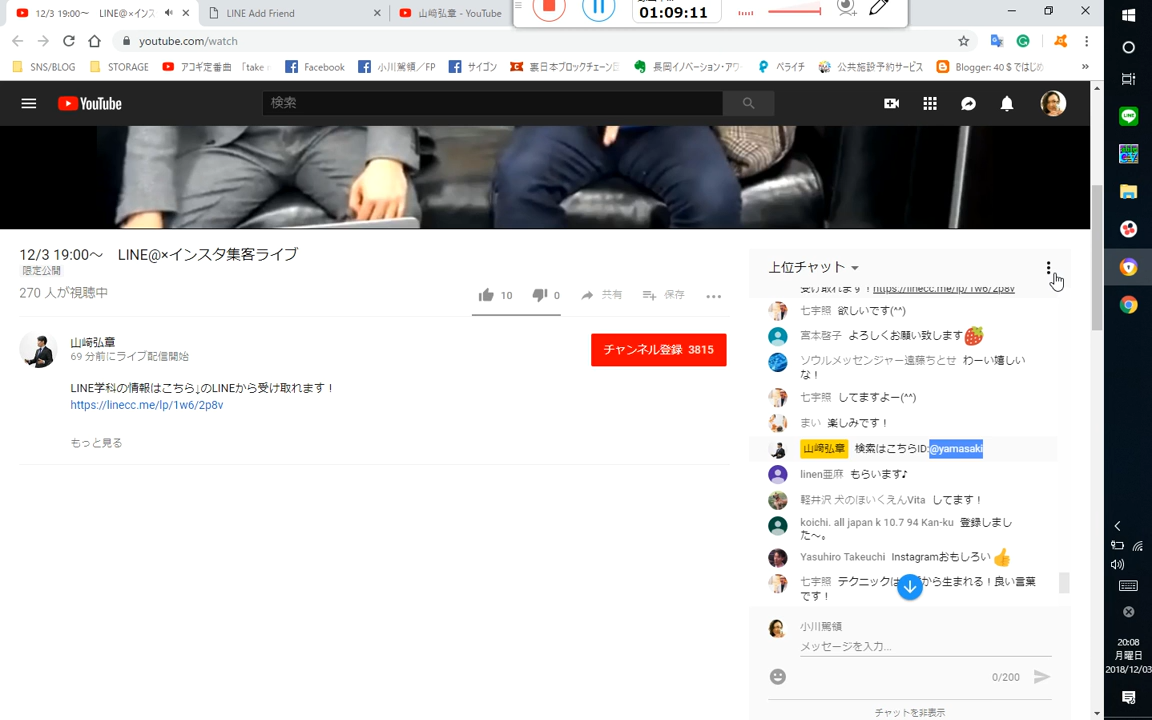 12/3 19:00～ LINE@×インス
LINE Add Friend
山﨑弘章 - YouTube
01:09:11
youtube.com/watch
SNS/BLOG
STORAGE
アコギ定番曲 「take
Facebook
小川篤領／FP
サイゴン
裏日本ブロックチェーン
長岡イノベーション・アワ
ペライチ
公共施設予約サービス
Blogger: 40＄ではじめ
YouTube
検索
12/3 19:00～ LINE@×インスタ集客ライブ
限定公開
270 人が視聴中
10
0
共有
保存
山﨑弘章
69 分前にライブ配信開始
チャンネル登録 3815
LINE学科の情報はこちら↓のLINEから受け取れます！
https://linecc.me/lp/1w6/2p8v
もっと見る
上位チャット
受け取れます！https://linecc.me/lp/1w6/2p8v
七宇照 欲しいです(^^)
宮本啓子 よろしくお願い致します🍓
ソウルメッセンジャー遠藤ちとせ わーい嬉しい
な！
七宇照 してますよー(^^)
まい 楽しみです！
山﨑弘章 検索はこちらID:@yamasaki
linen亜麻 もらいます♪
軽井沢 犬のほいくえんVita してます！
koichi. all japan k 10.7 94 Kan-ku 登録しまし
た～。
Yasuhiro Takeuchi Instagramおもしろい👍
七宇照 テクニックは から生まれる！良い言葉
です！
小川篤領
メッセージを入力...
0/200
チャットを非表示
20:08
月曜日
2018/12/03